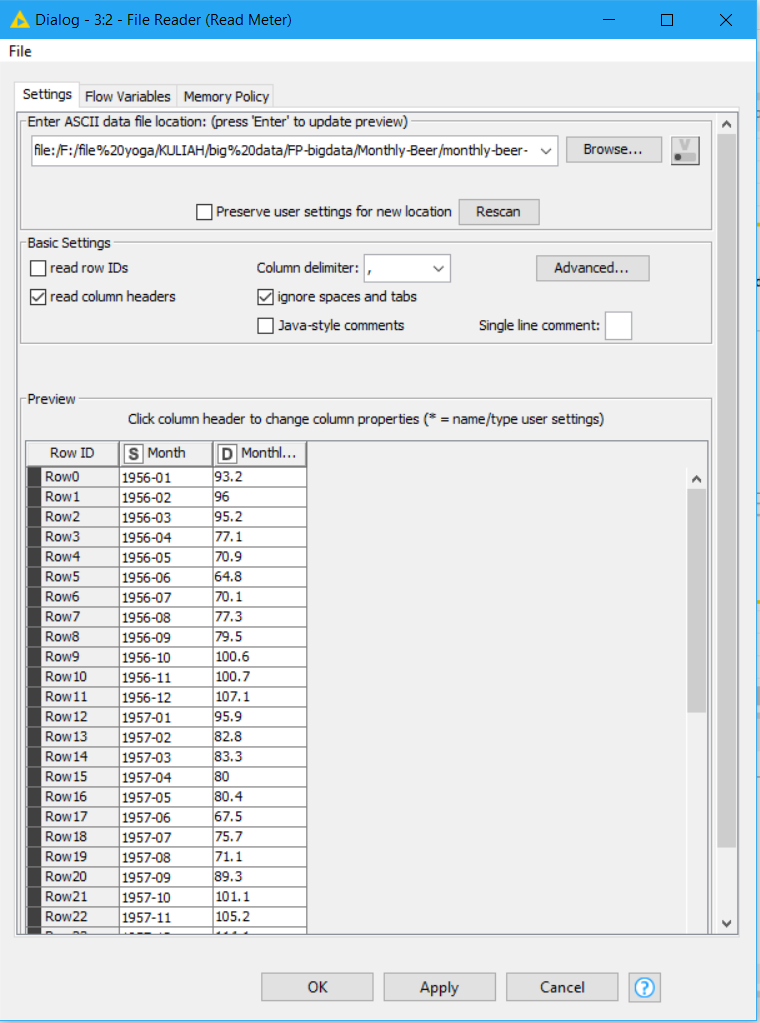 Dialog - 3:2 - File Reader (Read Meter)
File
Settings Flow Variables Memory Policy
Enter ASCII data file location: (press 'Enter' to update preview)
file:/F:/file%20yoga/KULIAH/big%20data/FP-bigdata/Monthly-Beer/monthly-beer- Browse... V
Preserve user settings for new location Rescan
Basic Settings
read row IDs Column delimiter: , Advanced...
read column headers ignore spaces and tabs
Java-style comments Single line comment:
Preview
Click column header to change column properties (* = name/type user settings)
Row ID S Month D Monthl...
Row0 1956-01 93.2
Row1 1956-02 96
Row2 1956-03 95.2
Row3 1956-04 77.1
Row4 1956-05 70.9
Row5 1956-06 64.8
Row6 1956-07 70.1
Row7 1956-08 77.3
Row8 1956-09 79.5
Row9 1956-10 100.6
Row10 1956-11 100.7
Row11 1956-12 107.1
Row12 1957-01 95.9
Row13 1957-02 82.8
Row14 1957-03 83.3
Row15 1957-04 80
Row16 1957-05 80.4
Row17 1957-06 67.5
Row18 1957-07 75.7
Row19 1957-08 71.1
Row20 1957-09 89.3
Row21 1957-10 101.1
Row22 1957-11 105.2
OK Apply Cancel ?